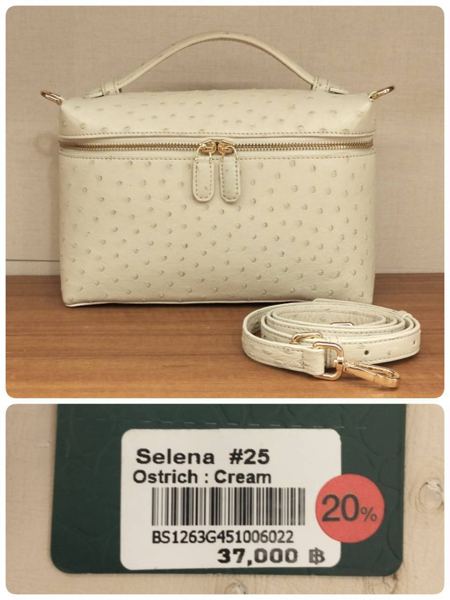 Selena #25
Ostrich : Cream
20%
BS1263G451006022
37,000 ฿